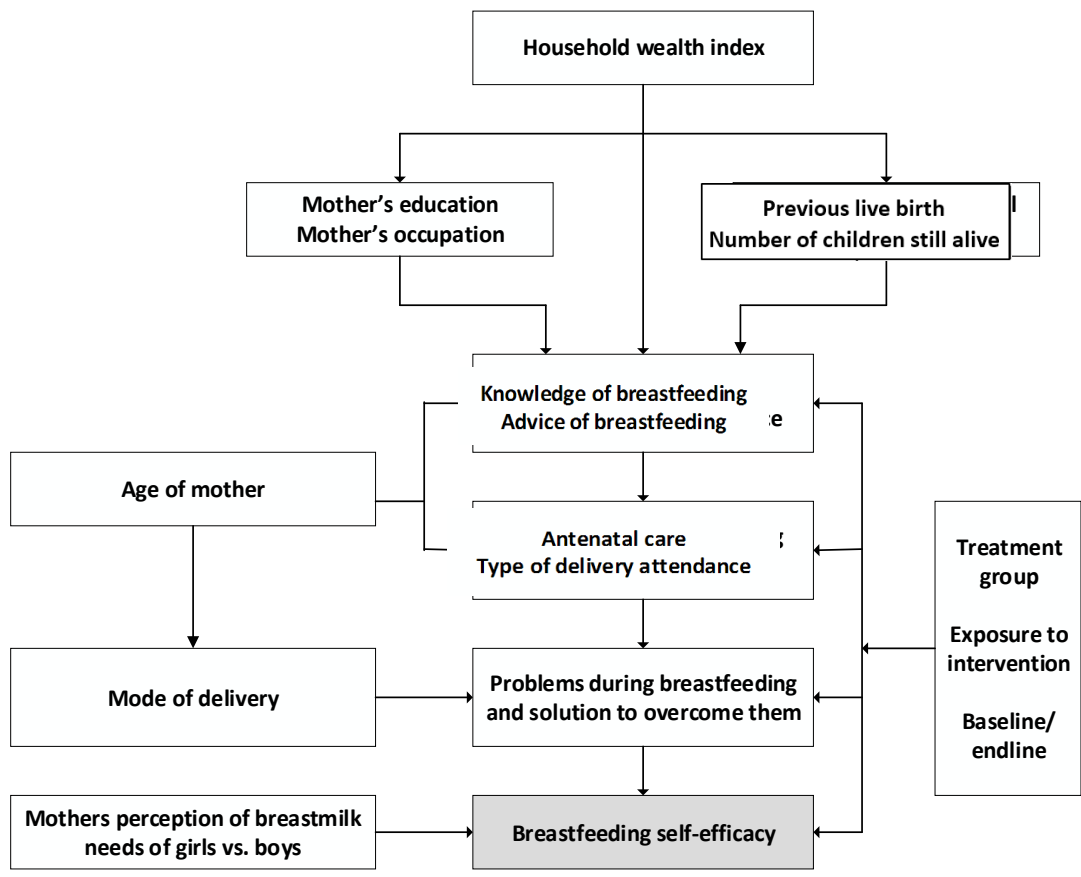 Household wealth index
Mother’s education
Mother’s occupation
Previous live birth
Number of children still alive
Knowledge of breastfeeding
Advice of breastfeeding
Age of mother
Antenatal care
Type of delivery attendance
Treatment
group
Exposure to
intervention
Baseline/
endline
Mode of delivery
Problems during breastfeeding
and solution to overcome them
Mothers perception of breastmilk
needs of girls vs. boys
Breastfeeding self-efficacy